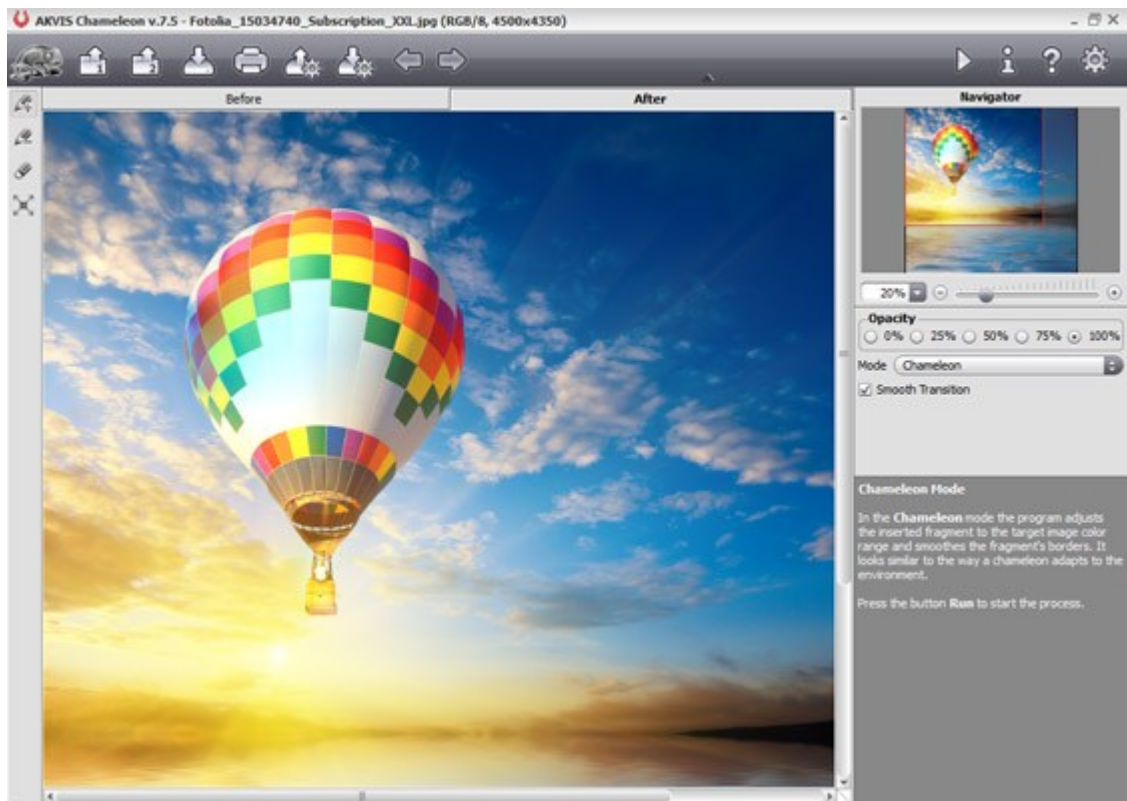 AKVIS Chameleon v.7.5 - Fotolia_15034740_Subscription_XXL.jpg (RGB/8, 4500x4350)
1
2
Before
After
Navigator
20%
Opacity
0% 25% 50% 75% 100%
Mode Chameleon
Smooth Transition
Chameleon Mode
In the Chameleon mode the program adjusts
the inserted fragment to the target image color
range and smoothes the fragment's borders. It
looks similar to the way a chameleon adapts to the
environment.
Press the button Run to start the process.